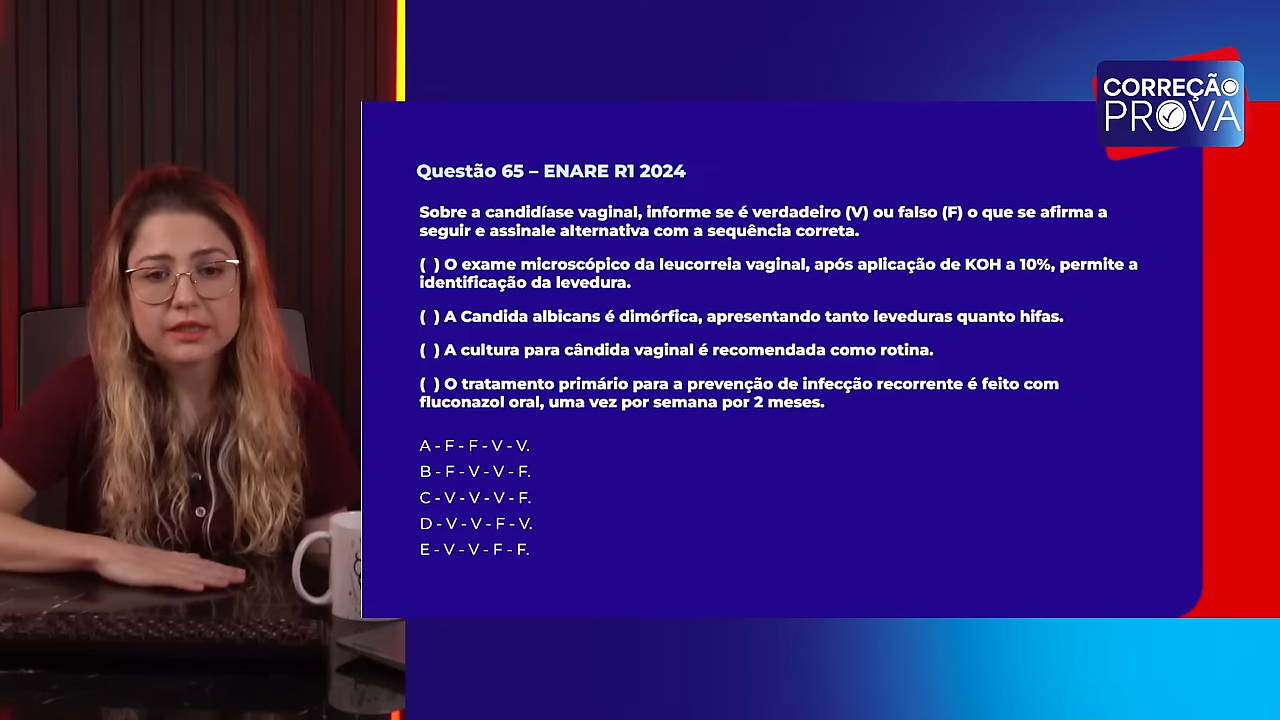 CORREÇÃO
PROVA
Questão 65 – ENARE R1 2024
Sobre a candidíase vaginal, informe se é verdadeiro (V) ou falso (F) o que se afirma a
seguir e assinale alternativa com a sequência correta.
( ) O exame microscópico da leucorreia vaginal, após aplicação de KOH a 10%, permite a
identificação da levedura.
( ) A Candida albicans é dimórfica, apresentando tanto leveduras quanto hifas.
( ) A cultura para cândida vaginal é recomendada como rotina.
( ) O tratamento primário para a prevenção de infecção recorrente é feito com
fluconazol oral, uma vez por semana por 2 meses.
A - F - F - V - V.
B - F - V - V - F.
C - V - V - V - F.
D - V - V - F - V.
E - V - V - F - F.